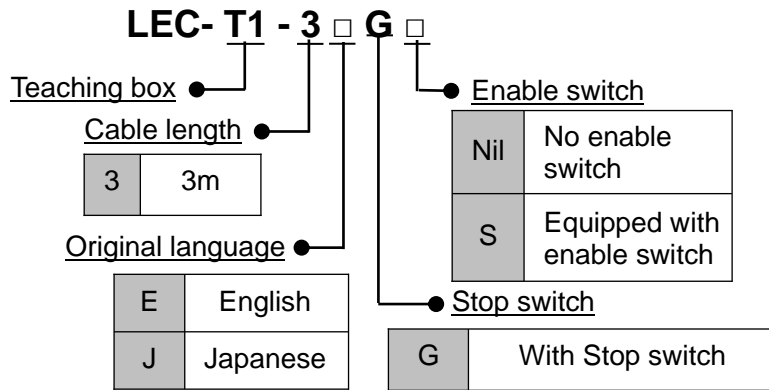 LEC- T1 - 3 □ G □
Teaching box
Enable switch
Cable length
Nil No enable
switch
3 3m
S Equipped with
enable switch
Original language
E English
Stop switch
J Japanese
G With Stop switch